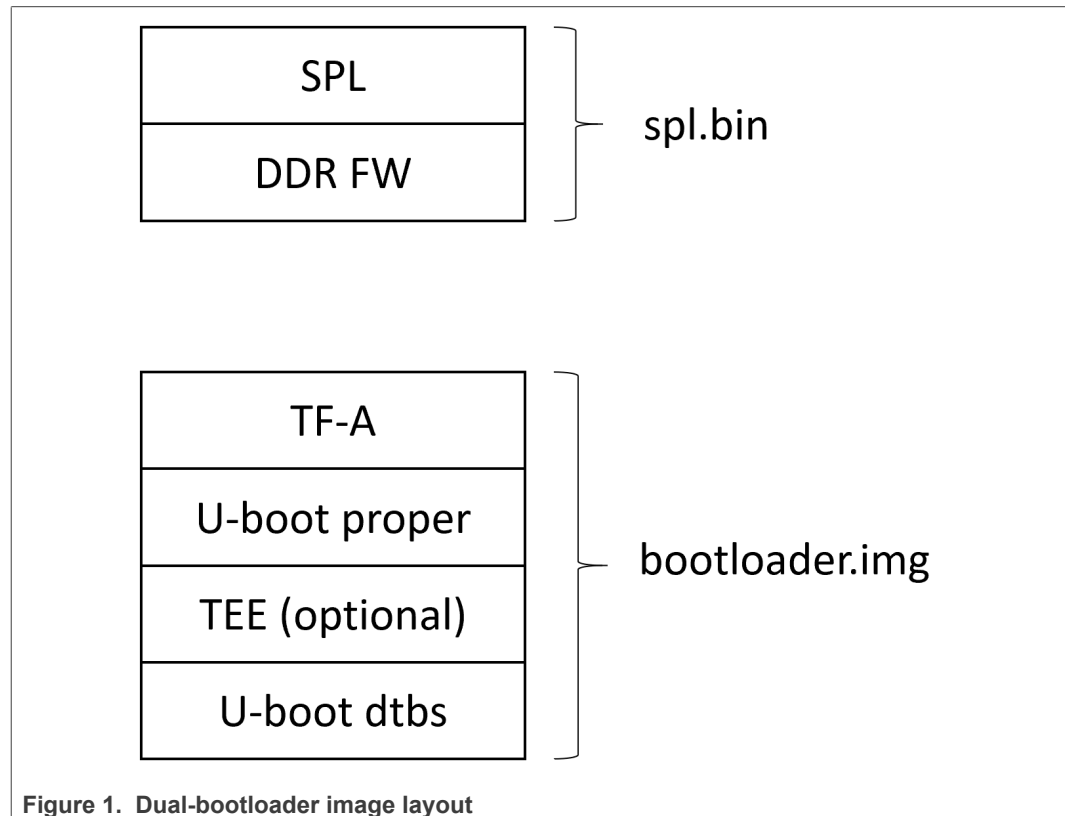 SPL
DDR FW
spl.bin
TF-A
U-boot proper
TEE (optional)
U-boot dtbs
bootloader.img
Figure 1. Dual-bootloader image layout